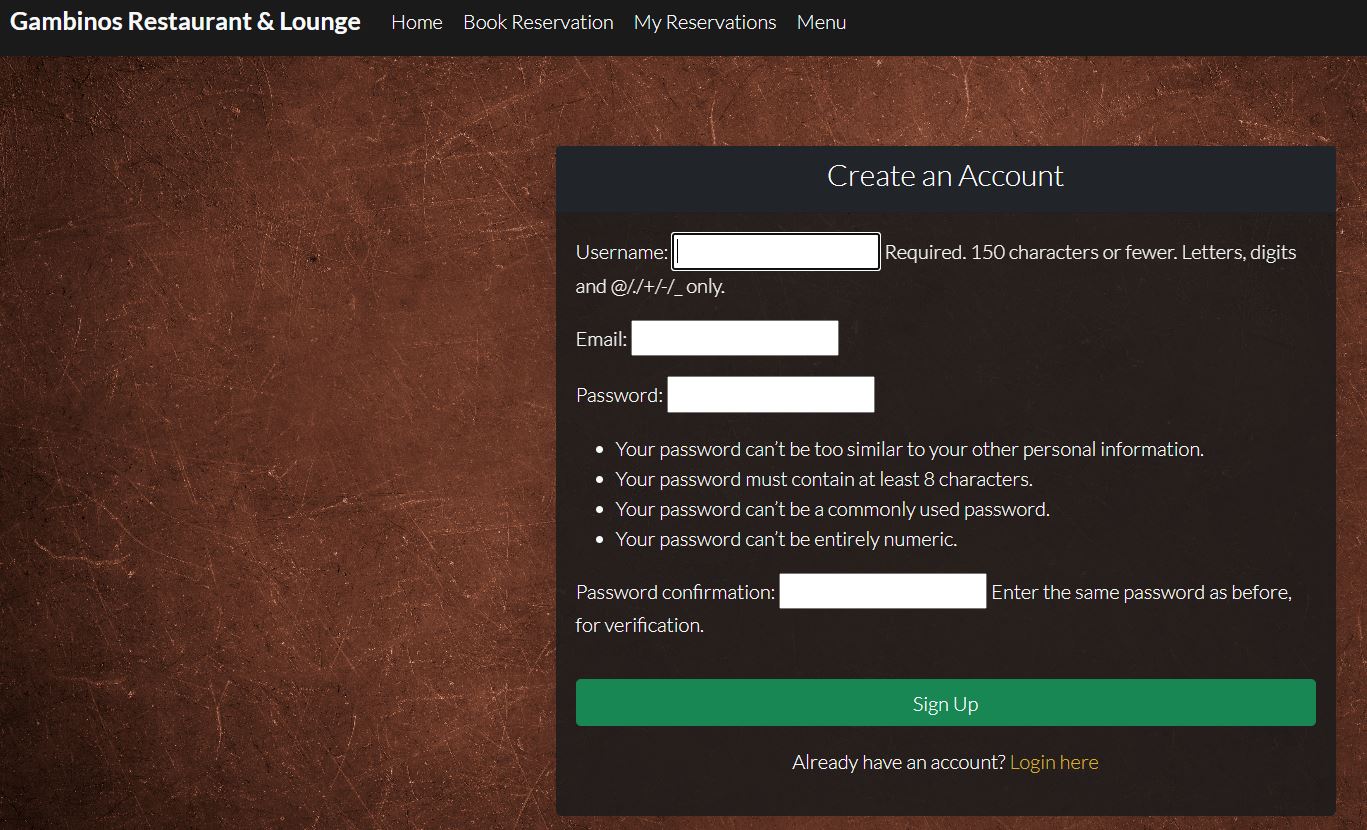 Gambinos Restaurant & Lounge Home Book Reservation My Reservations Menu
Create an Account
Username: Required. 150 characters or fewer. Letters, digits
and @/./+/-/_ only.
Email:
Password:
• Your password can’t be too similar to your other personal information.
• Your password must contain at least 8 characters.
• Your password can’t be a commonly used password.
• Your password can’t be entirely numeric.
Password confirmation: Enter the same password as before,
for verification.
Sign Up
Already have an account? Login here